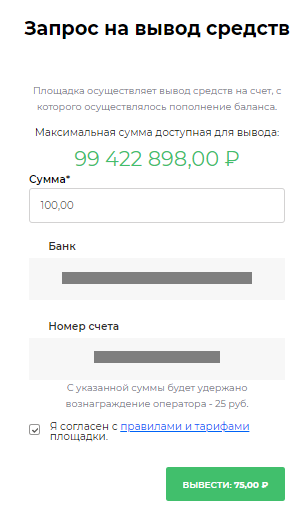 Запрос на вывод средств
Площадка осуществляет вывод средств на счет, с
которого осуществлялось пополнение баланса.
Максимальная сумма доступная для вывода:
99 422 898,00 ₽
Сумма*
100,00
Банк
Номер счета
С указанной суммы будет удержано
вознаграждение оператора - 25 руб.
Я согласен с правилами и тарифами
площадки.
ВЫВЕСТИ: 75,00 ₽